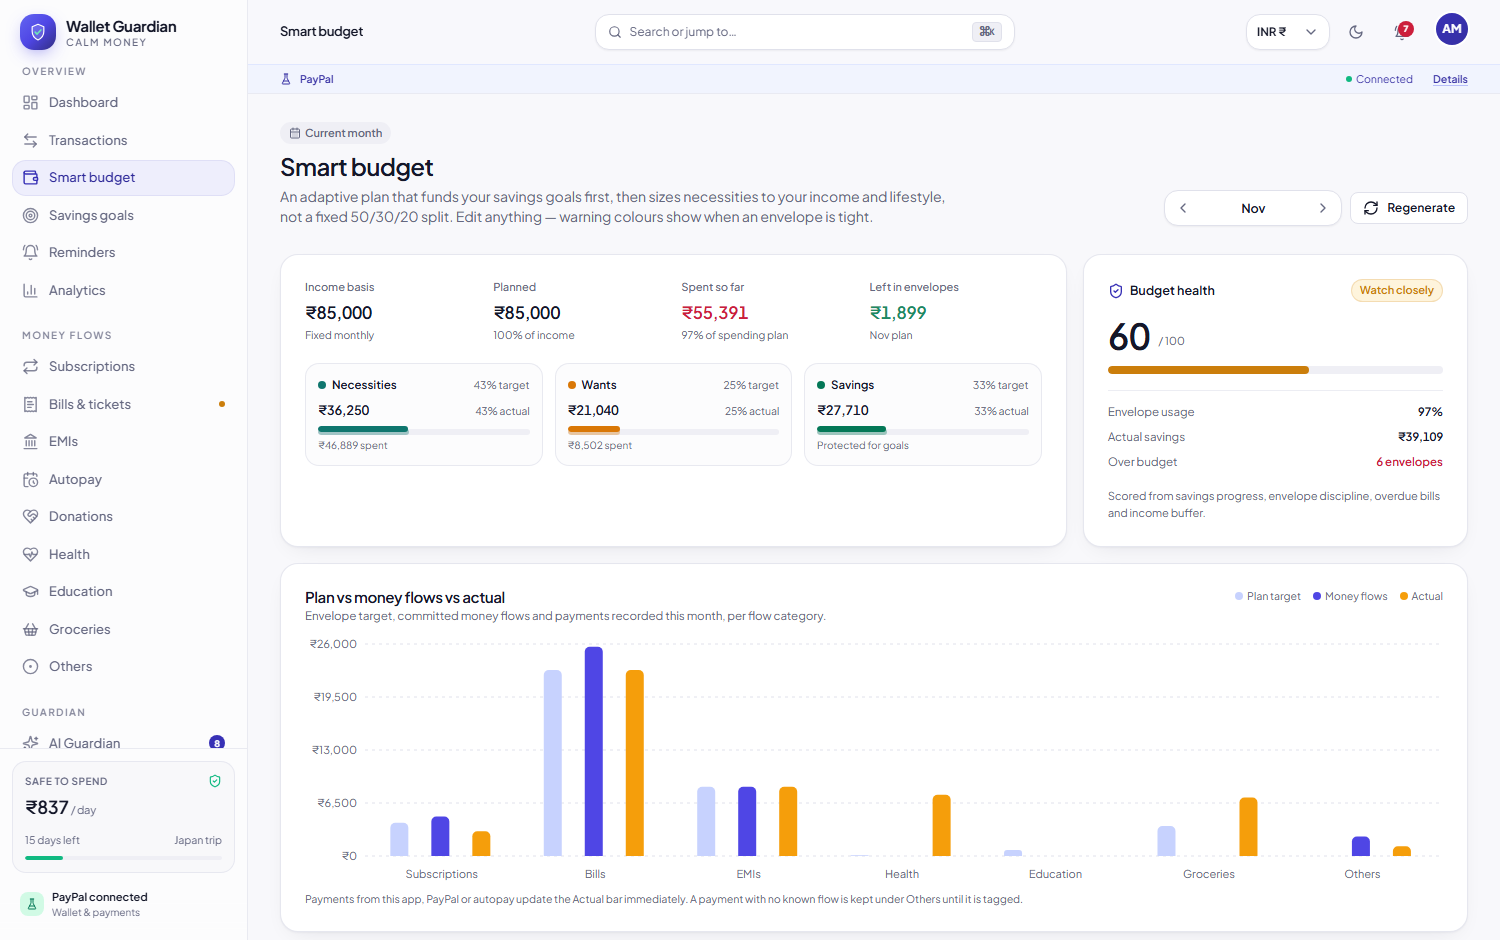 Wallet Guardian
CALM MONEY
OVERVIEW
Dashboard
Transactions
Smart budget
Savings goals
Reminders
Analytics
MONEY FLOWS
Subscriptions
Bills & tickets
EMIs
Autopay
Donations
Health
Education
Groceries
Others
GUARDIAN
AI Guardian 8
SAFE TO SPEND
₹837 / day
15 days left Japan trip
PayPal connected
Wallet & payments
Smart budget
Search or jump to...
⌘K
INR ₹
7
AM
PayPal
Connected Details
Current month
Smart budget
An adaptive plan that funds your savings goals first, then sizes necessities to your income and lifestyle,
not a fixed 50/30/20 split. Edit anything — warning colours show when an envelope is tight.
Nov
Regenerate
Income basis Planned Spent so far Left in envelopes
₹85,000 ₹85,000 ₹55,391 ₹1,899
Fixed monthly 100% of income 97% of spending plan Nov plan
Necessities 43% target
₹36,250 43% actual
₹46,889 spent
Wants 25% target
₹21,040 25% actual
₹8,502 spent
Savings 33% target
₹27,710 33% actual
Protected for goals
Budget health Watch closely
60 / 100
Envelope usage 97%
Actual savings ₹39,109
Over budget 6 envelopes
Scored from savings progress, envelope discipline, overdue bills
and income buffer.
Plan vs money flows vs actual
Envelope target, committed money flows and payments recorded this month, per flow category.
Plan target Money flows Actual
₹26,000
₹19,500
₹13,000
₹6,500
₹0
Subscriptions Bills EMIs Health Education Groceries Others
Payments from this app, PayPal or autopay update the Actual bar immediately. A payment with no known flow is kept under Others until it is tagged.